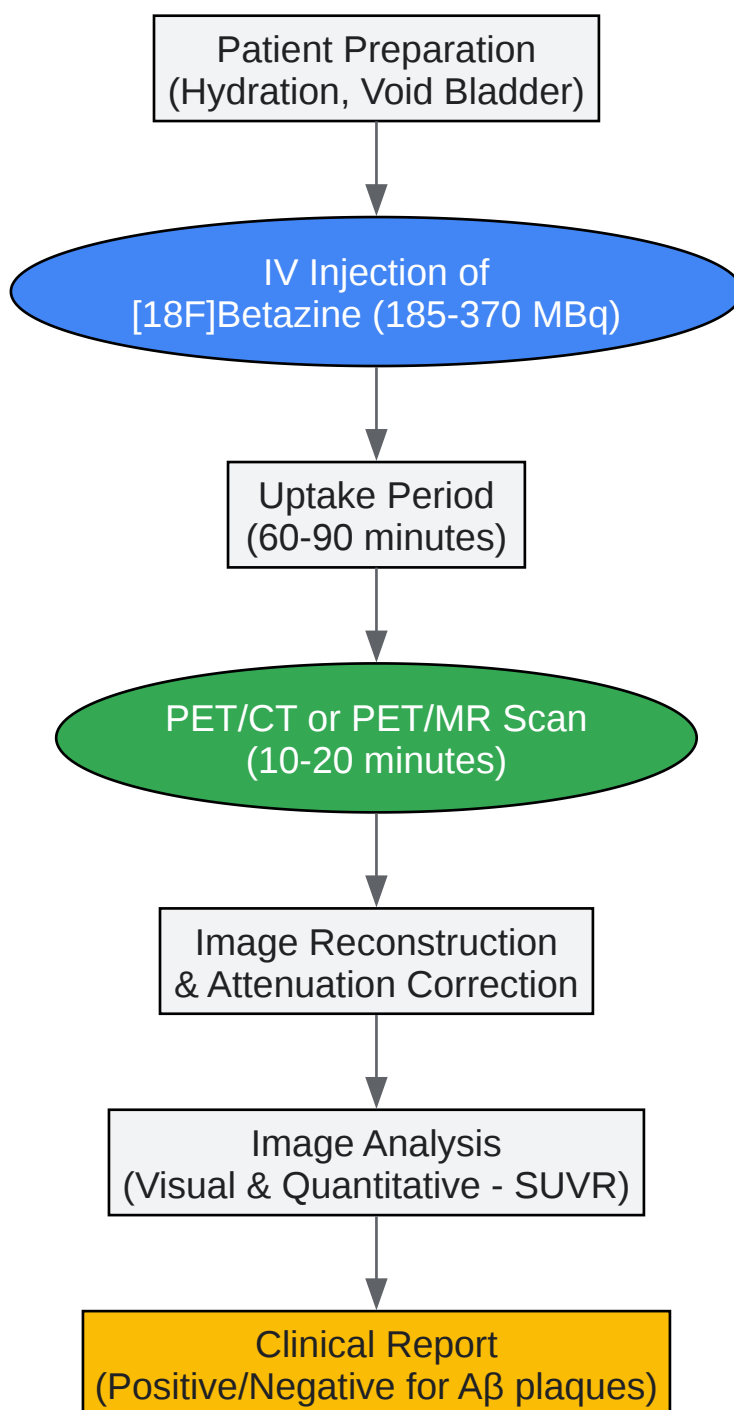 Patient Preparation
(Hydration, Void Bladder)
IV Injection of
[18F]Betazine (185-370 MBq)
Uptake Period
(60-90 minutes)
PET/CT or PET/MR Scan
(10-20 minutes)
Image Reconstruction
& Attenuation Correction
Image Analysis
(Visual & Quantitative - SUVR)
Clinical Report
(Positive/Negative for Aβ plaques)